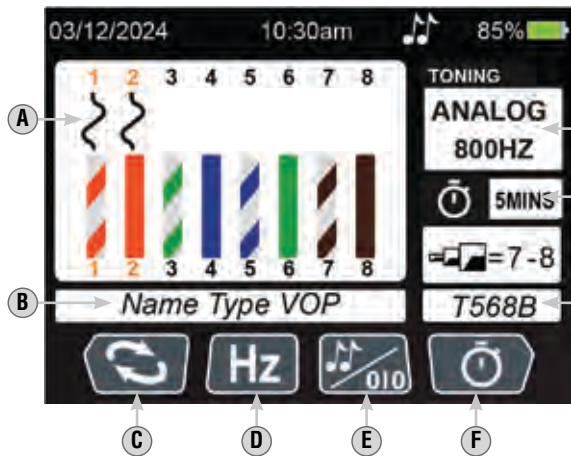 03/12/2024 10:30am 85%
1 2 3 4 5 6 7 8
TONING
ANALOG
800HZ
A
5MINS
1 2 3 4 5 6 7 8
=7-8
B Name Type VOP T568B
Hz 010
C D E F